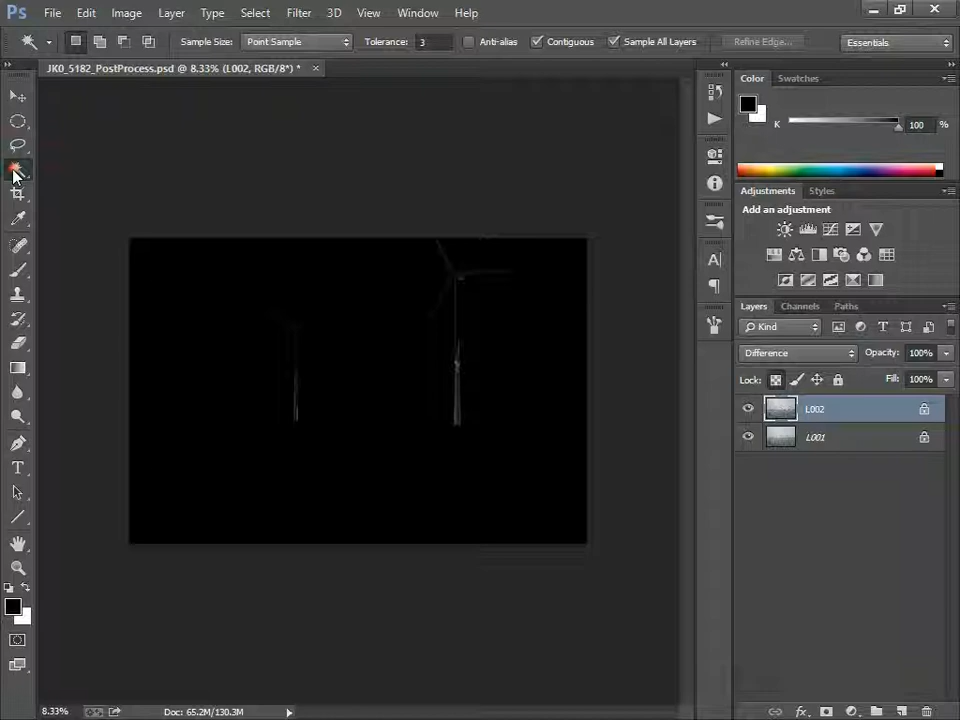 Ps File Edit Image Layer Type Select Filter 3D View Window Help
Sample Size: Point Sample Tolerance: 3 Anti-alias Contiguous Sample All Layers Refine Edge... Essentials
JK0_5182_PostProcess.psd @ 8.33% (L002, RGB/8*) * ×
Color Swatches
K 100 %
Adjustments Styles
Add an adjustment
Layers Channels Paths
Kind T
Difference Opacity: 100%
Lock: Fill: 100%
L002
L001
A
T
fx
8.33% Doc: 65.2M/130.3M